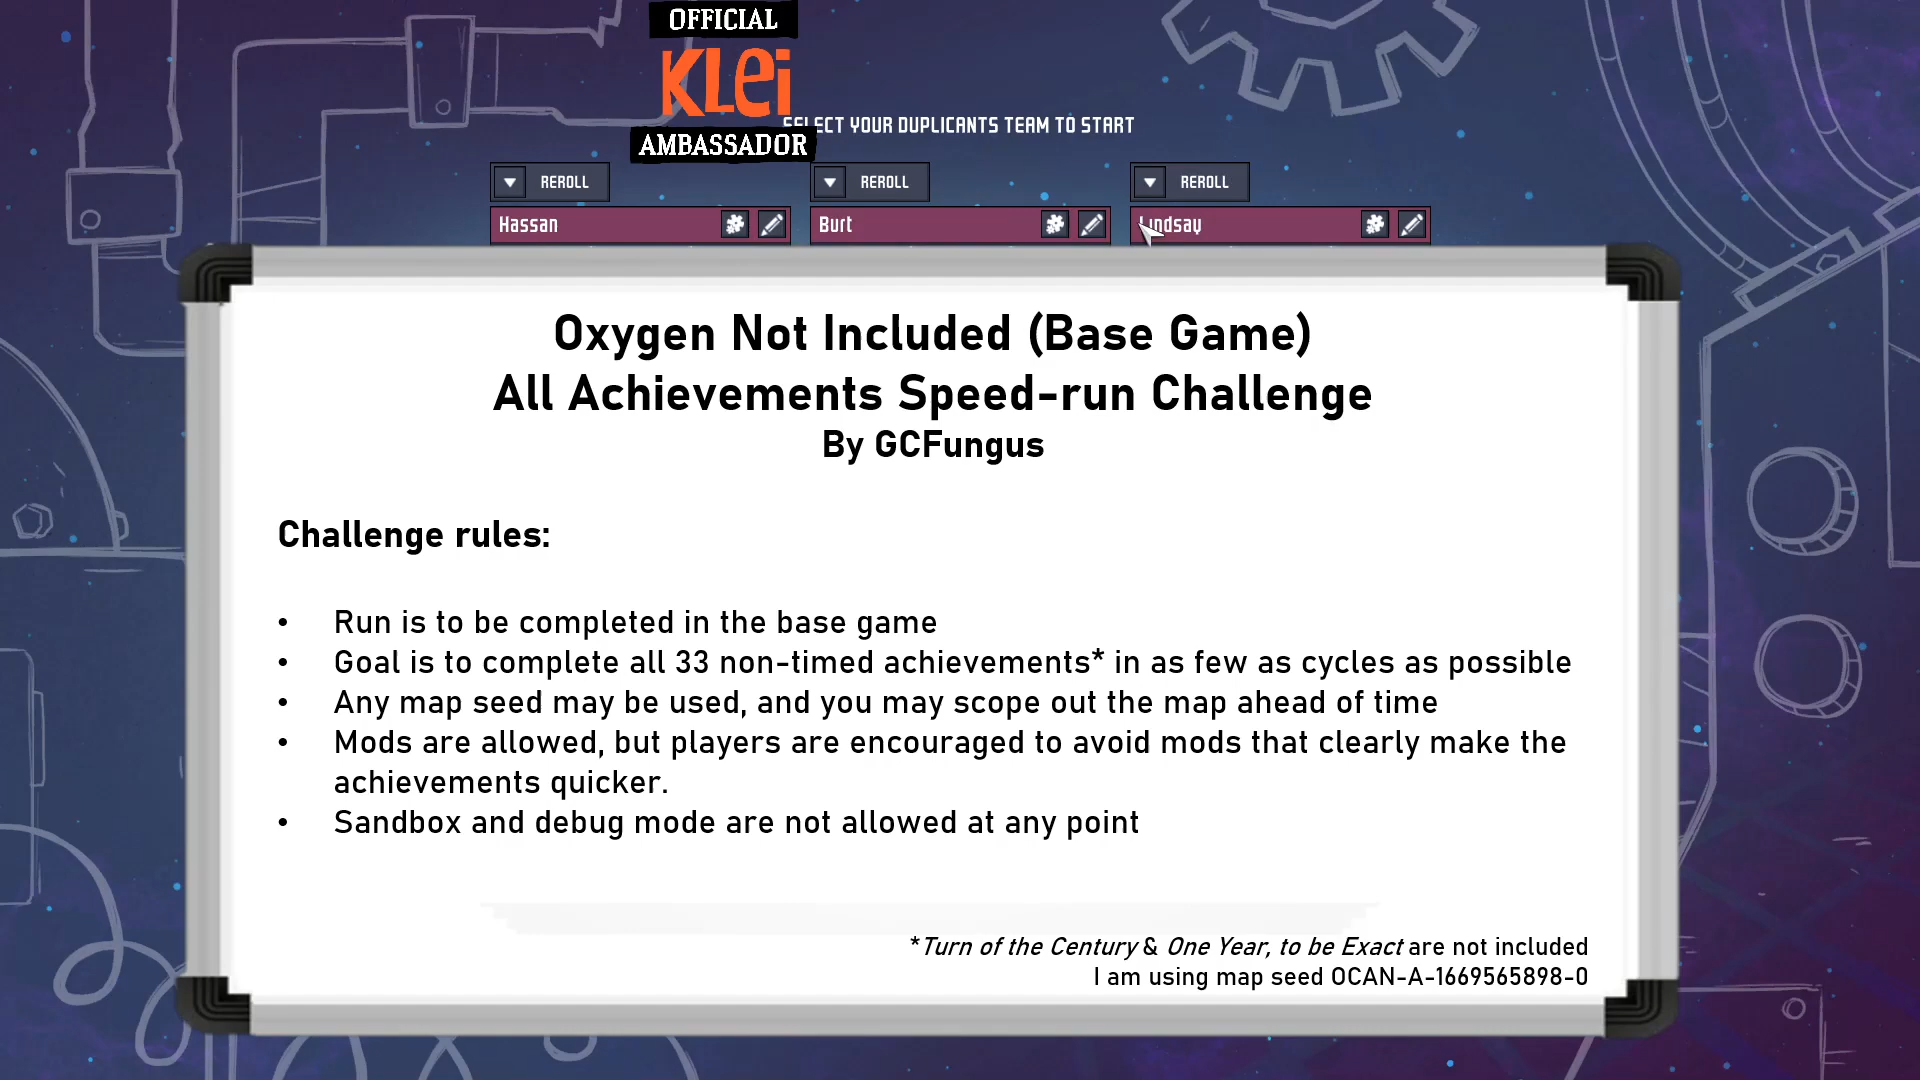 OFFICIAL
KLei
AMBASSADOR
SELECT YOUR DUPLICANTS TEAM TO START
REROLL
REROLL
REROLL
Hassan
Burt
Lindsay
Oxygen Not Included (Base Game)
All Achievements Speed-run Challenge
By GCFungus
Challenge rules:
• Run is to be completed in the base game
• Goal is to complete all 33 non-timed achievements* in as few as cycles as possible
• Any map seed may be used, and you may scope out the map ahead of time
• Mods are allowed, but players are encouraged to avoid mods that clearly make the
achievements quicker.
• Sandbox and debug mode are not allowed at any point
*Turn of the Century & One Year, to be Exact are not included
I am using map seed OCAN-A-1669565898-0